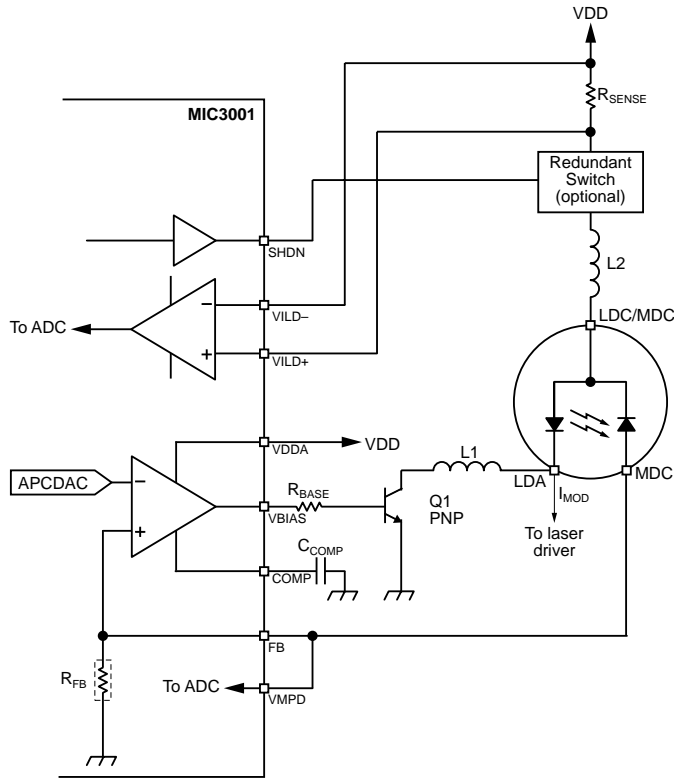 VDD
MIC3001
RSENSE
Redundant
Switch
(optional)
SHDN
L2
VILD–
LDC/MDC
To ADC
–
+
VILD+
VDDA
VDD
L1
APCDAC
–
+
RBASE
VBIAS
Q1
PNP
LDA
MDC
IMOD
To laser
driver
CCOMP
COMP
FB
RFB
To ADC
VMPD